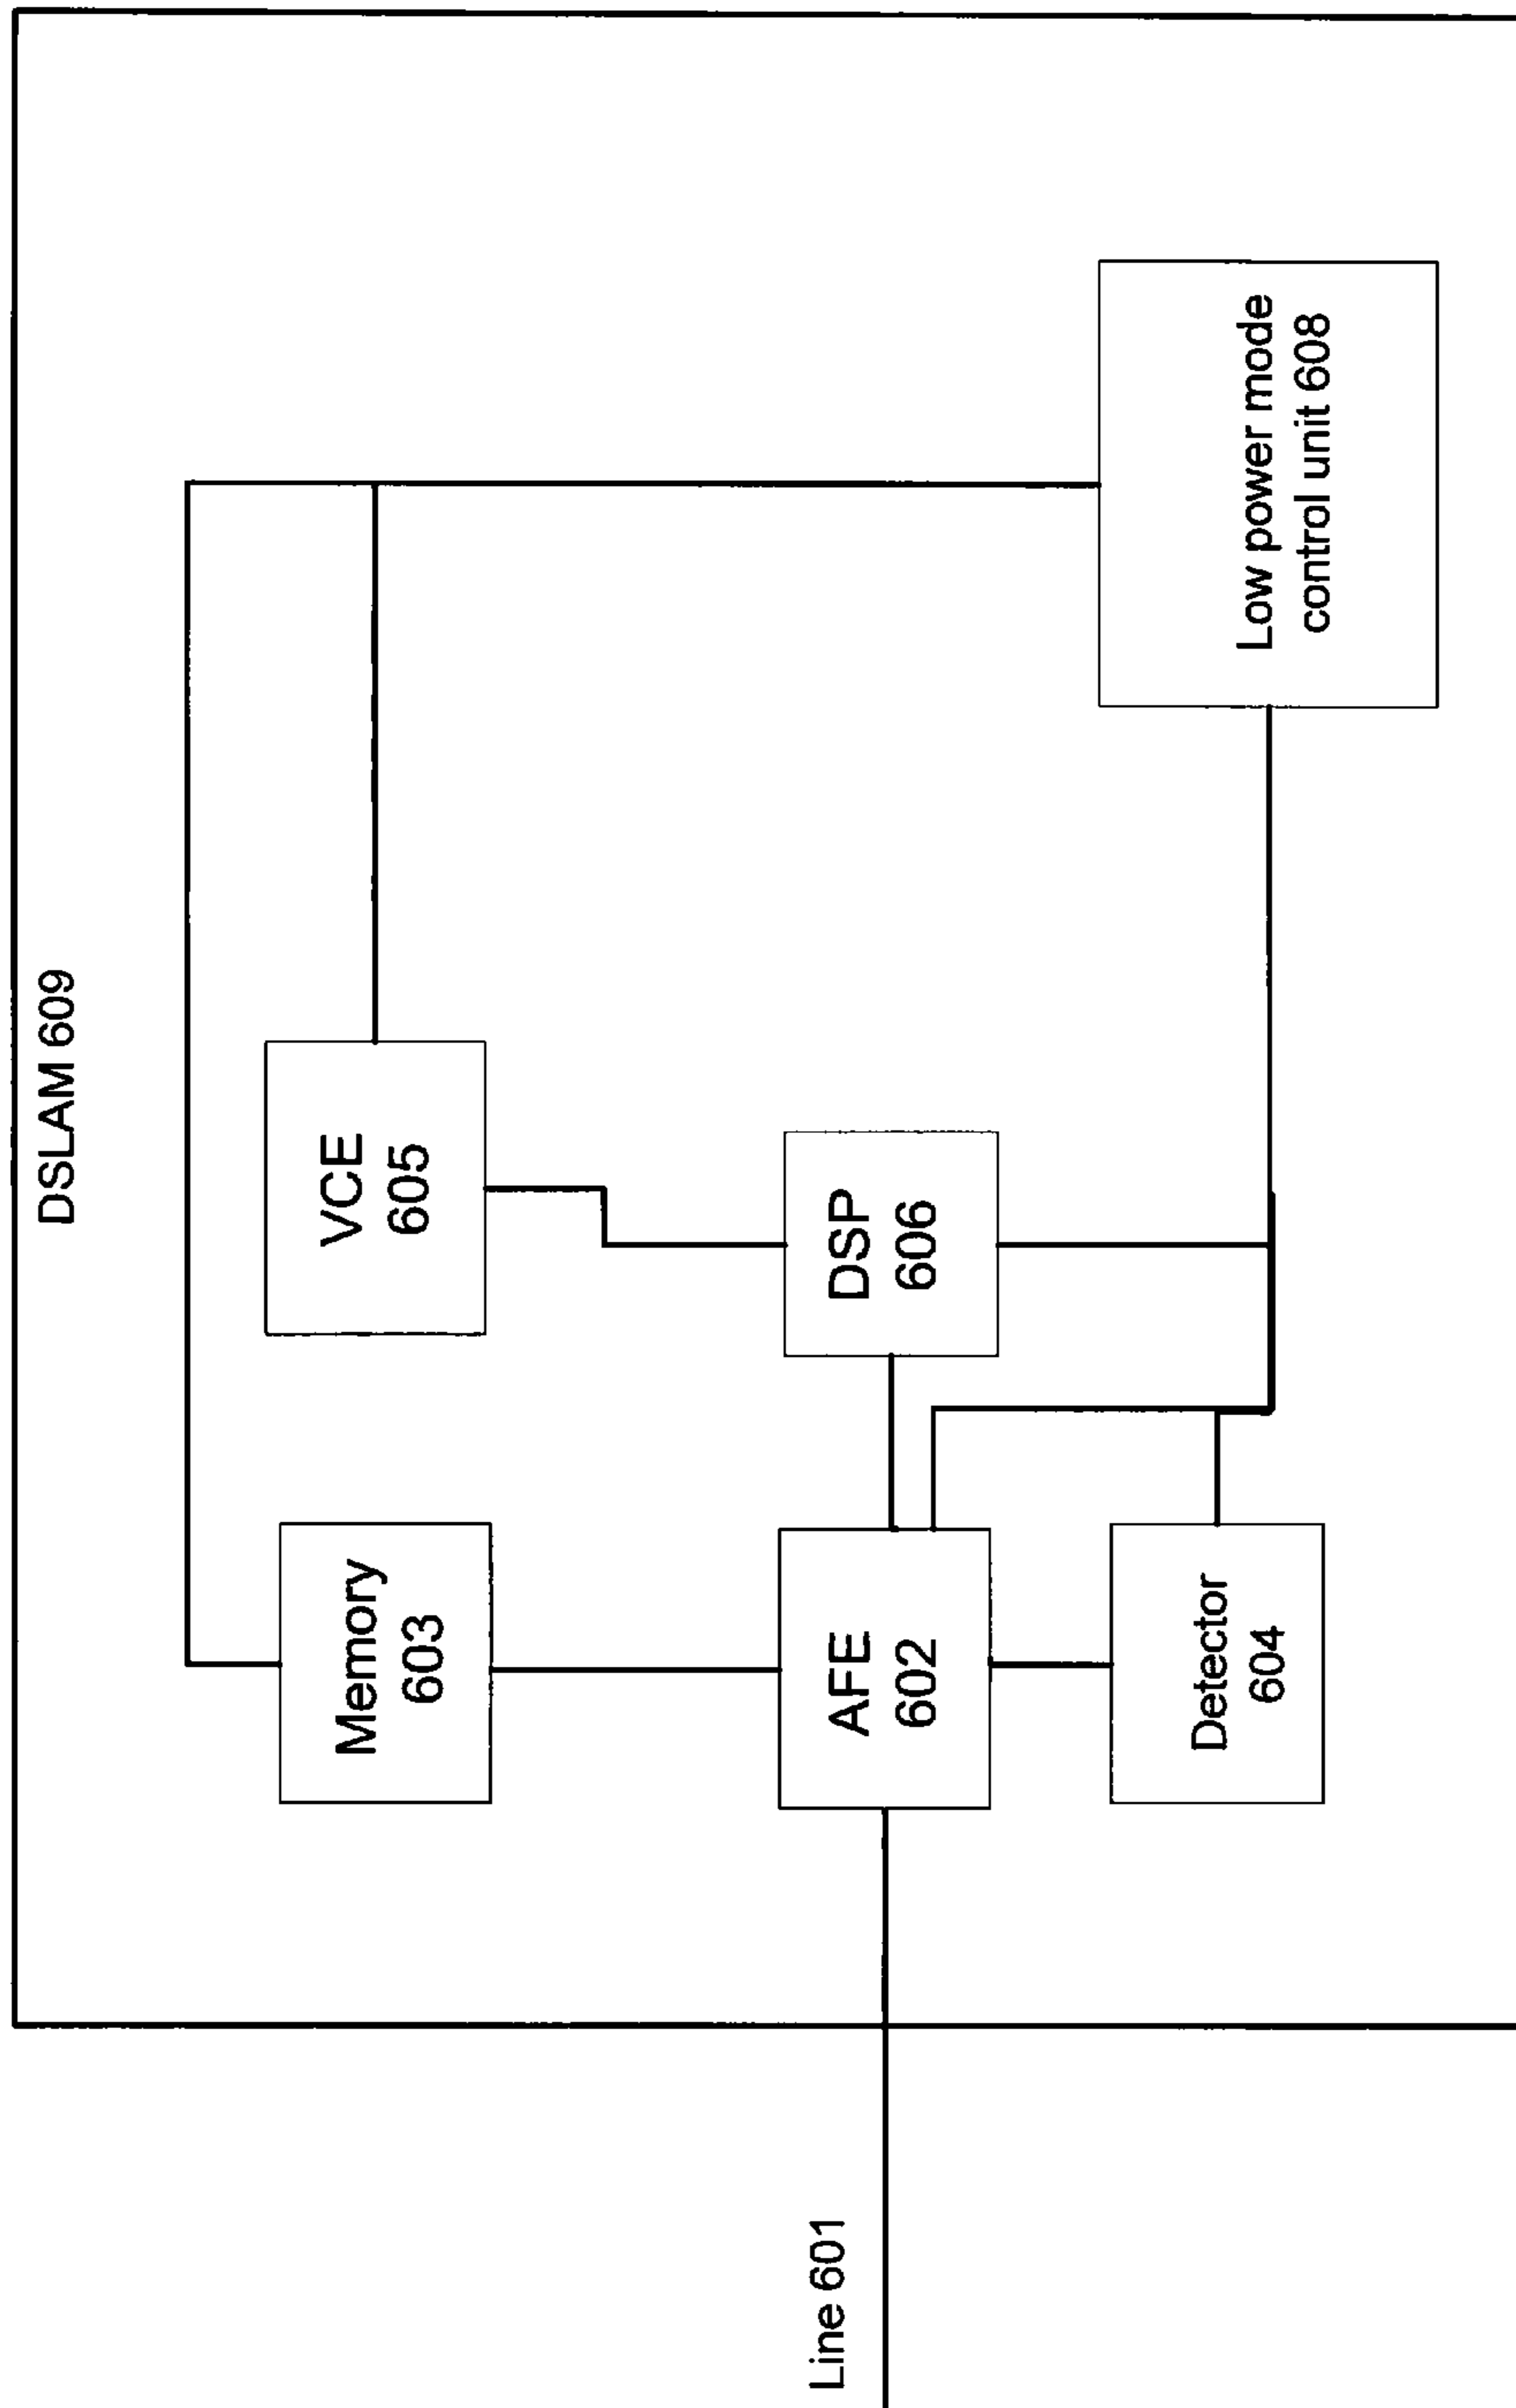 DSLAM 609
Memory
603
VCE
605
Line 601
AFE
602
DSP
606
Detector
604
Low power mode
control unit 608